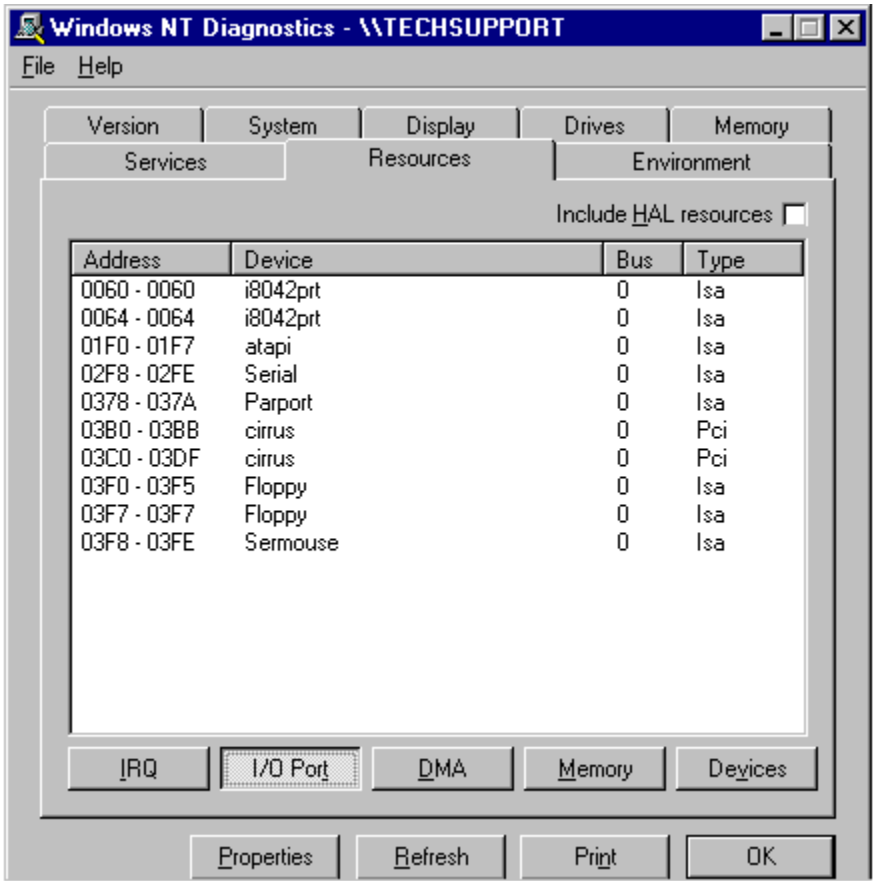 Windows NT Diagnostics - \\TECHSUPPORT
File Help
Version System Display Drives Memory
Services Resources Environment
Include HAL resources
Address Device Bus Type
0060 - 0060 i8042prt 0 Isa
0064 - 0064 i8042prt 0 Isa
01F0 - 01F7 atapi 0 Isa
02F8 - 02FE Serial 0 Isa
0378 - 037A Parport 0 Isa
03B0 - 03BB cirrus 0 Pci
03C0 - 03DF cirrus 0 Pci
03F0 - 03F5 Floppy 0 Isa
03F7 - 03F7 Floppy 0 Isa
03F8 - 03FE Sermouse 0 Isa
IRQ I/O Port DMA Memory Devices
Properties Refresh Print OK